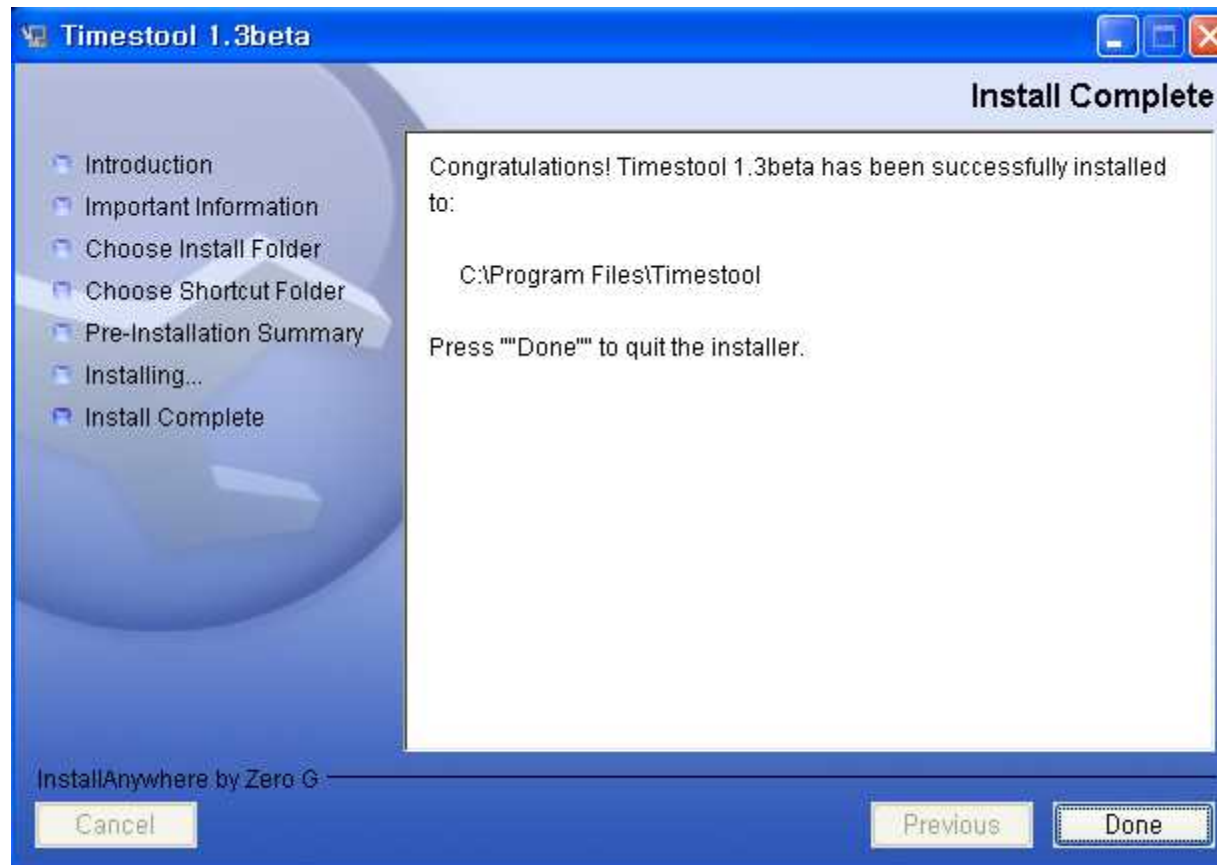 Timestool 1.3beta
Install Complete
Introduction
Important Information
Choose Install Folder
Choose Shortcut Folder
Pre-Installation Summary
Installing...
Install Complete
Congratulations! Timestool 1.3beta has been successfully installed
to:
C:\Program Files\Timestool
Press ""Done"" to quit the installer.
InstallAnywhere by Zero G
Cancel
Previous
Done